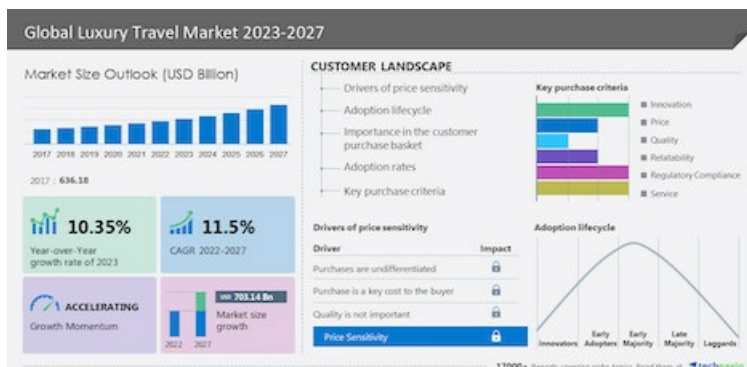 Global Luxury Travel Market 2023-2027
Market Size Outlook (USD Billion)
2017 2018 2019 2020 2021 2022 2023 2024 2025 2026 2027
2017 : 636.18
10.35%
Year-over-Year
growth rate of 2023
11.5%
CAGR 2022-2027
ACCELERATING
Growth Momentum
USD 703.14 Bn
Market size
growth
2022 2027
CUSTOMER LANDSCAPE
Drivers of price sensitivity
Adoption lifecycle
Importance in the customer
purchase basket
Adoption rates
Key purchase criteria
Key purchase criteria
Innovation
Price
Quality
Relatability
Regulatory Compliance
Service
Drivers of price sensitivity
Driver Impact
Purchases are undifferentiated
Purchase is a key cost to the buyer
Quality is not important
Price Sensitivity
Adoption lifecycle
Innovators
Early
Adopters
Early
Majority
Late
Majority
Laggards
17000+
technavio